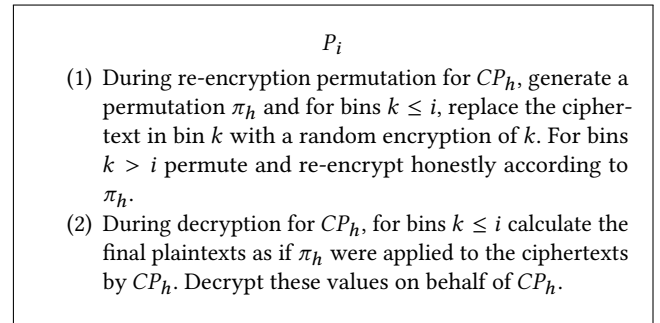 P_i
(1) During re-encryption permutation for CP_h, generate a
permutation π_h and for bins k ≤ i, replace the cipher-
text in bin k with a random encryption of k. For bins
k > i permute and re-encrypt honestly according to
π_h.
(2) During decryption for CP_h, for bins k ≤ i calculate the
final plaintexts as if π_h were applied to the ciphertexts
by CP_h. Decrypt these values on behalf of CP_h.